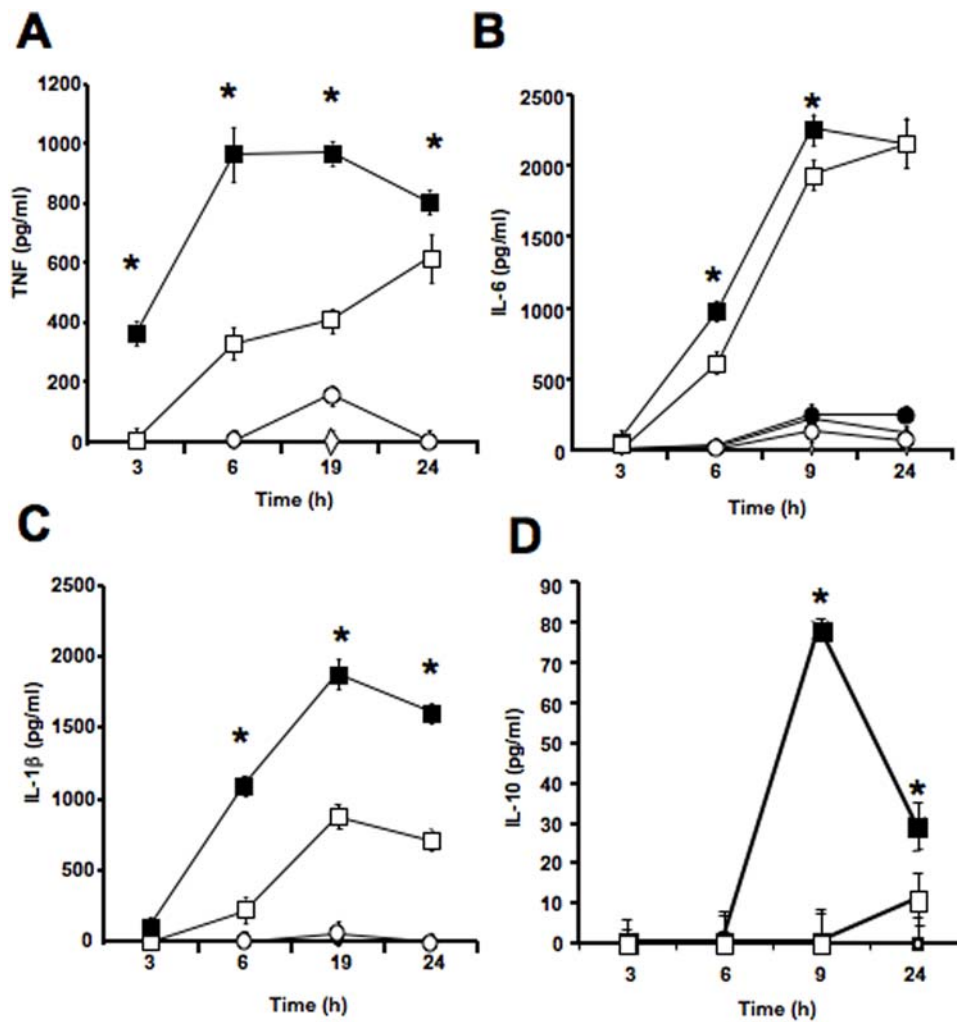 A
1200
1000
800
600
400
200
0
TNF (pg/ml)
*
*
*
*
3 6 19 24
Time (h)
B
2500
2000
1500
1000
500
0
IL-6 (pg/ml)
*
*
3 6 9 24
Time (h)
C
2500
2000
1500
1000
500
0
IL-1β (pg/ml)
*
*
*
3 6 19 24
Time (h)
D
90
80
70
60
50
40
30
20
10
0
IL-10 (pg/ml)
*
*
3 6 9 24
Time (h)